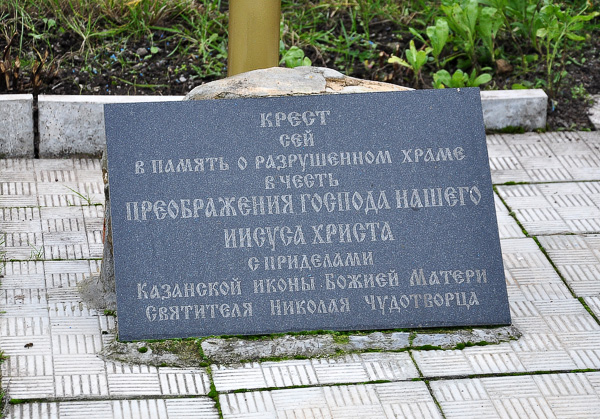 КРЕСТ
СЕЙ
В ПАМЯТЬ О РАЗРУШЕННОМ ХРАМЕ
В ЧЕСТЬ
ПРЕОБРАЖЕНИЯ ГОСПОДА НАШЕГО
ИИСУСА ХРИСТА
С ПРИДЕЛАМИ
КАЗАНСКОЙ ИКОНЫ БОЖИЕЙ МАТЕРИ
СВЯТИТЕЛЯ НИКОЛАЯ ЧУДОТВОРЦА